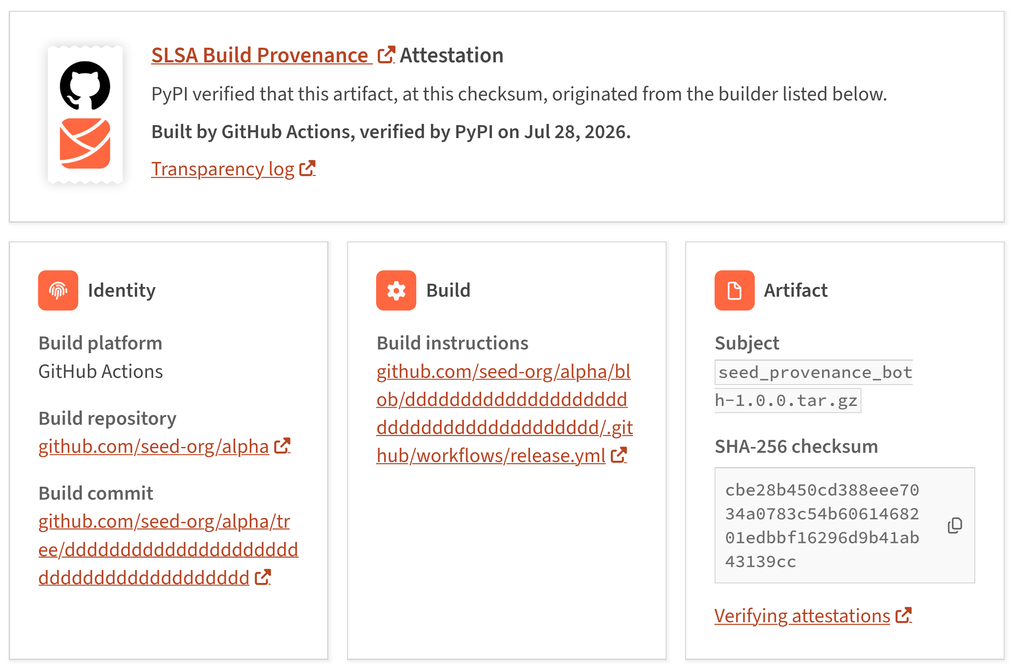 SLSA Build Provenance Attestation
PyPI verified that this artifact, at this checksum, originated from the builder listed below.
Built by GitHub Actions, verified by PyPI on Jul 28, 2026.
Transparency log
Identity
Build platform
GitHub Actions
Build repository
github.com/seed-org/alpha
Build commit
github.com/seed-org/alpha/tr
ee/ddddddddddddddddddddd
ddddddddddddddddddd
Build
Build instructions
github.com/seed-org/alpha/bl
ob/dddddddddddddddddddd
dddddddddddddddddddd/.git
hub/workflows/release.yml
Artifact
Subject
seed_provenance_bot
h-1.0.0.tar.gz
SHA-256 checksum
cbe28b450cd388eee70
34a0783c54b60614682
01edbbf16296d9b41ab
43139cc
Verifying attestations